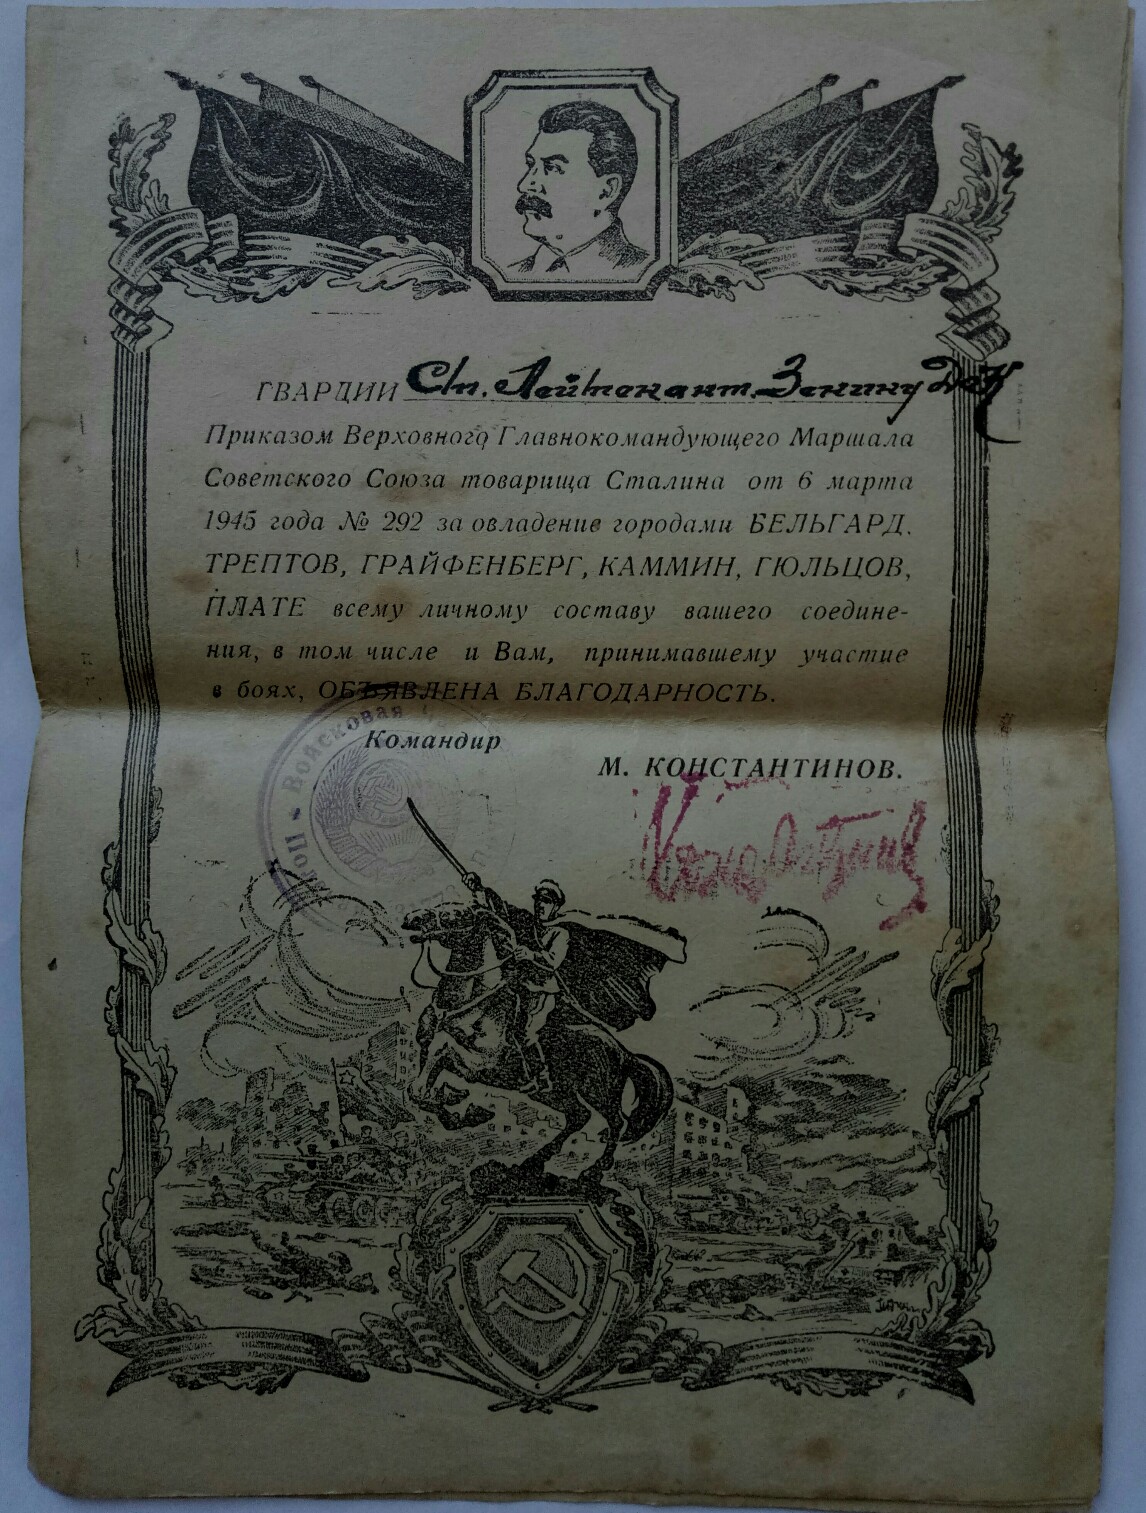 ГВАРДИИ Ст. Лейтенант Зенину
Приказом Верховного Главнокомандующего Маршала
Советского Союза товарища Сталина от 6 марта
1945 года № 292 за овладение городами БЕЛЬГАРД,
ТРЕПТОВ, ГРАЙФЕНБЕРГ, КАММИН, ГЮЛЬЦОВ,
ПЛАТЕ всему личному составу вашего соедине-
ния, в том числе и Вам, принимавшему участие
в боях, ОБЪЯВЛЕНА БЛАГОДАРНОСТЬ.
Командир
М. КОНСТАНТИНОВ.
Войсковая